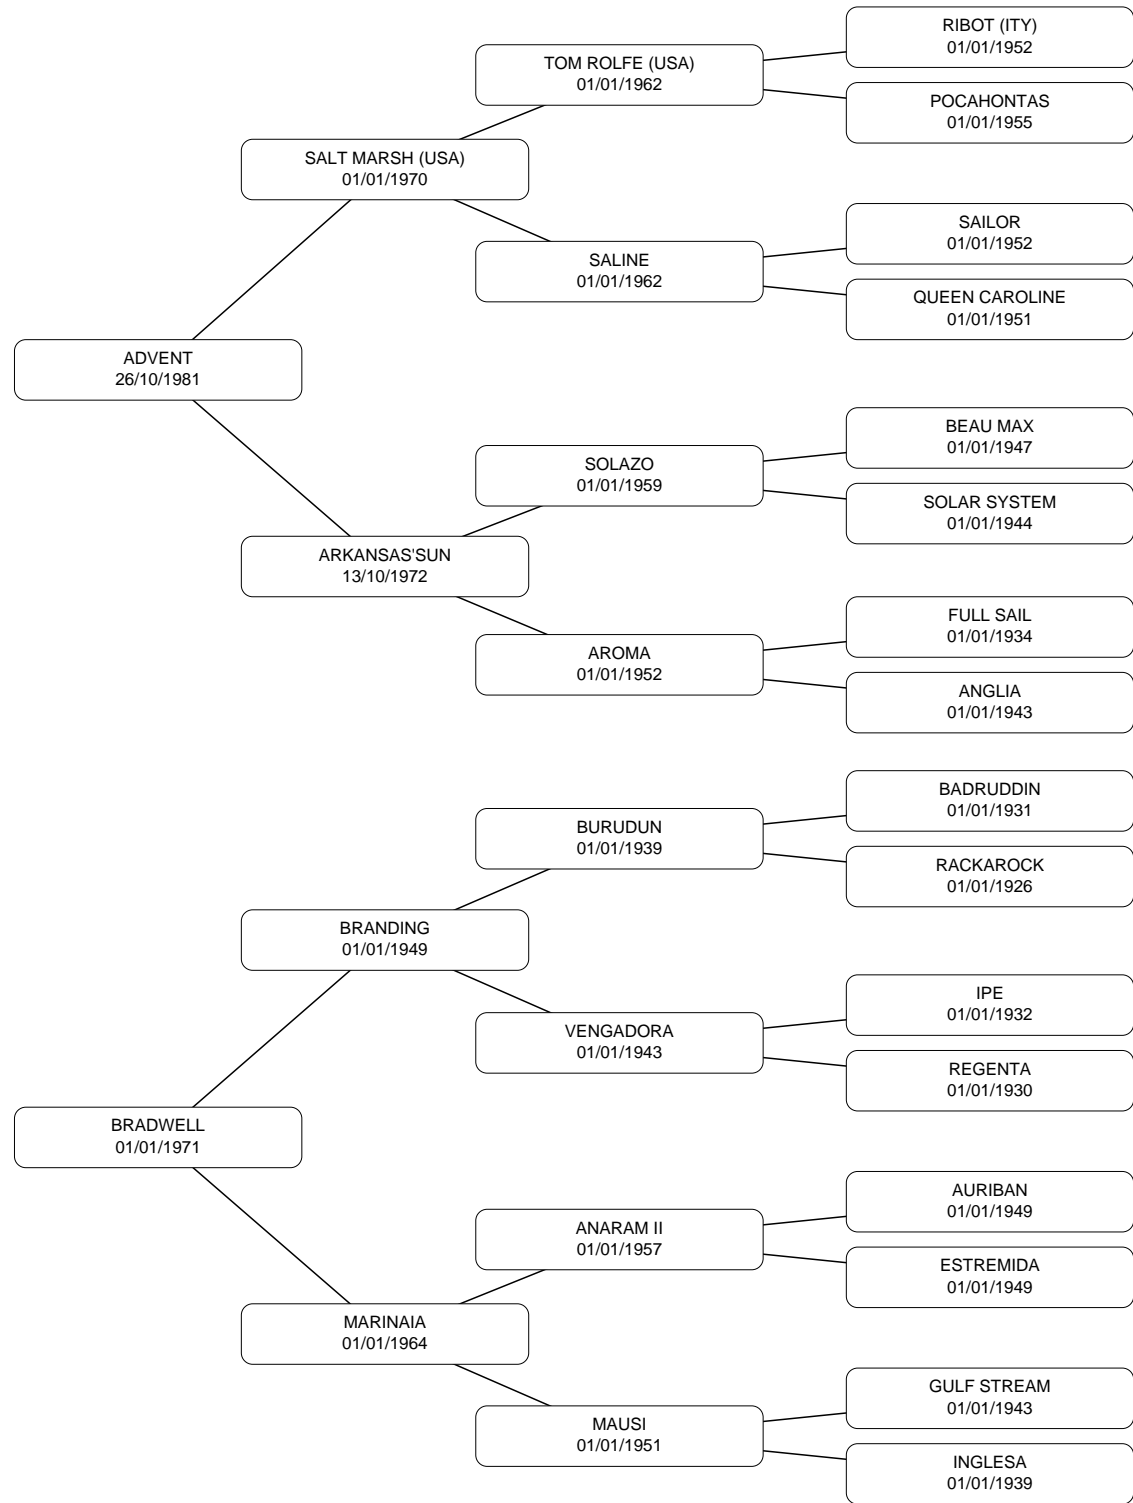 RIBOT (ITY)
01/01/1952
TOM ROLFE (USA)
01/01/1962
POCAHONTAS
01/01/1955
SALT MARSH (USA)
01/01/1970
SAILOR
01/01/1952
SALINE
01/01/1962
QUEEN CAROLINE
01/01/1951
ADVENT
26/10/1981
BEAU MAX
01/01/1947
SOLAZO
01/01/1959
SOLAR SYSTEM
01/01/1944
ARKANSAS'SUN
13/10/1972
FULL SAIL
01/01/1934
AROMA
01/01/1952
ANGLIA
01/01/1943
BADRUDDIN
01/01/1931
BURUDUN
01/01/1939
RACKAROCK
01/01/1926
BRANDING
01/01/1949
IPE
01/01/1932
VENGADORA
01/01/1943
REGENTA
01/01/1930
BRADWELL
01/01/1971
AURIBAN
01/01/1949
ANARAM II
01/01/1957
ESTREMIDA
01/01/1949
MARINAIA
01/01/1964
GULF STREAM
01/01/1943
MAUSI
01/01/1951
INGLESA
01/01/1939